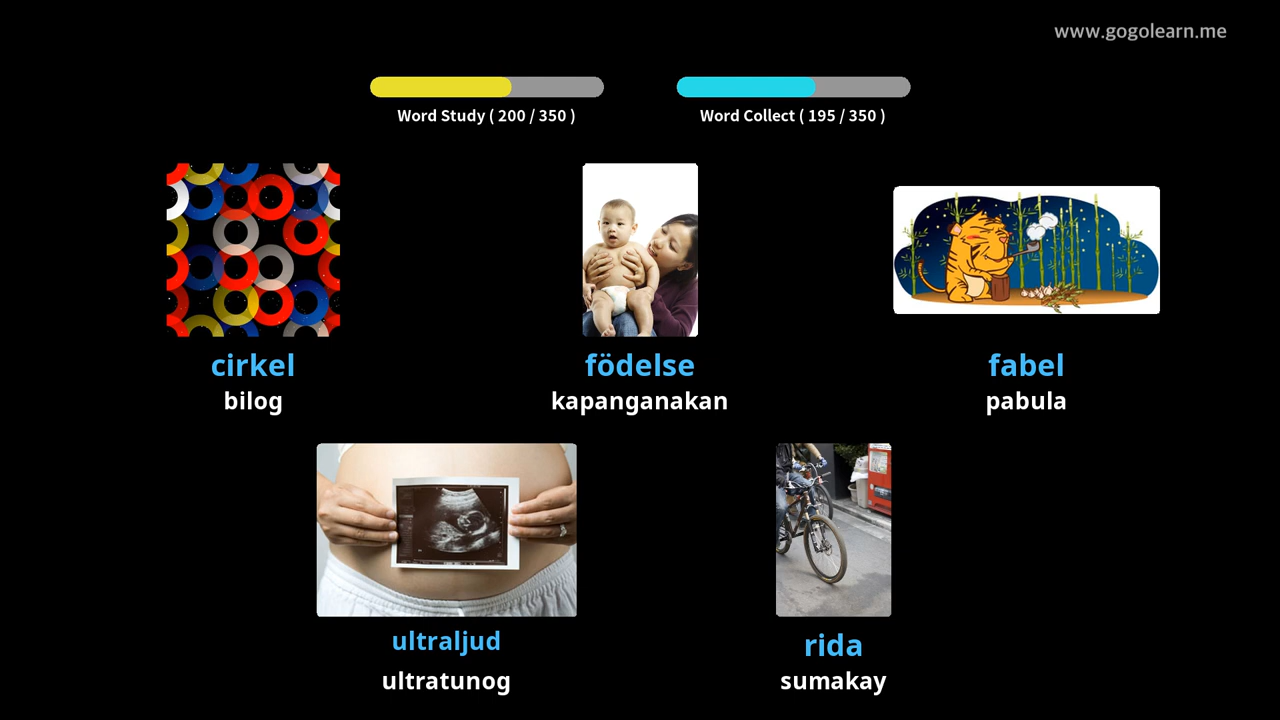 www.gogolearn.me
Word Study ( 200 / 350 )
Word Collect ( 195 / 350 )
cirkel
bilog
födelse
kapanganakan
fabel
pabula
ultraljud
ultratunog
rida
sumakay